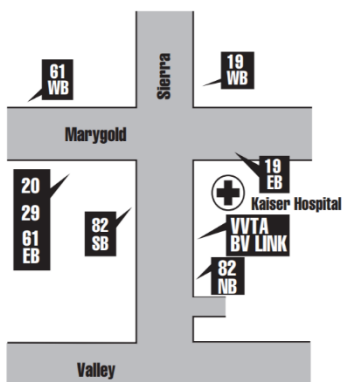 61
WB
Sierra
19
WB
Marygold
19
EB
20
29
61
EB
82
SB
Kaiser Hospital
VVTA
BV LINK
82
NB
Valley